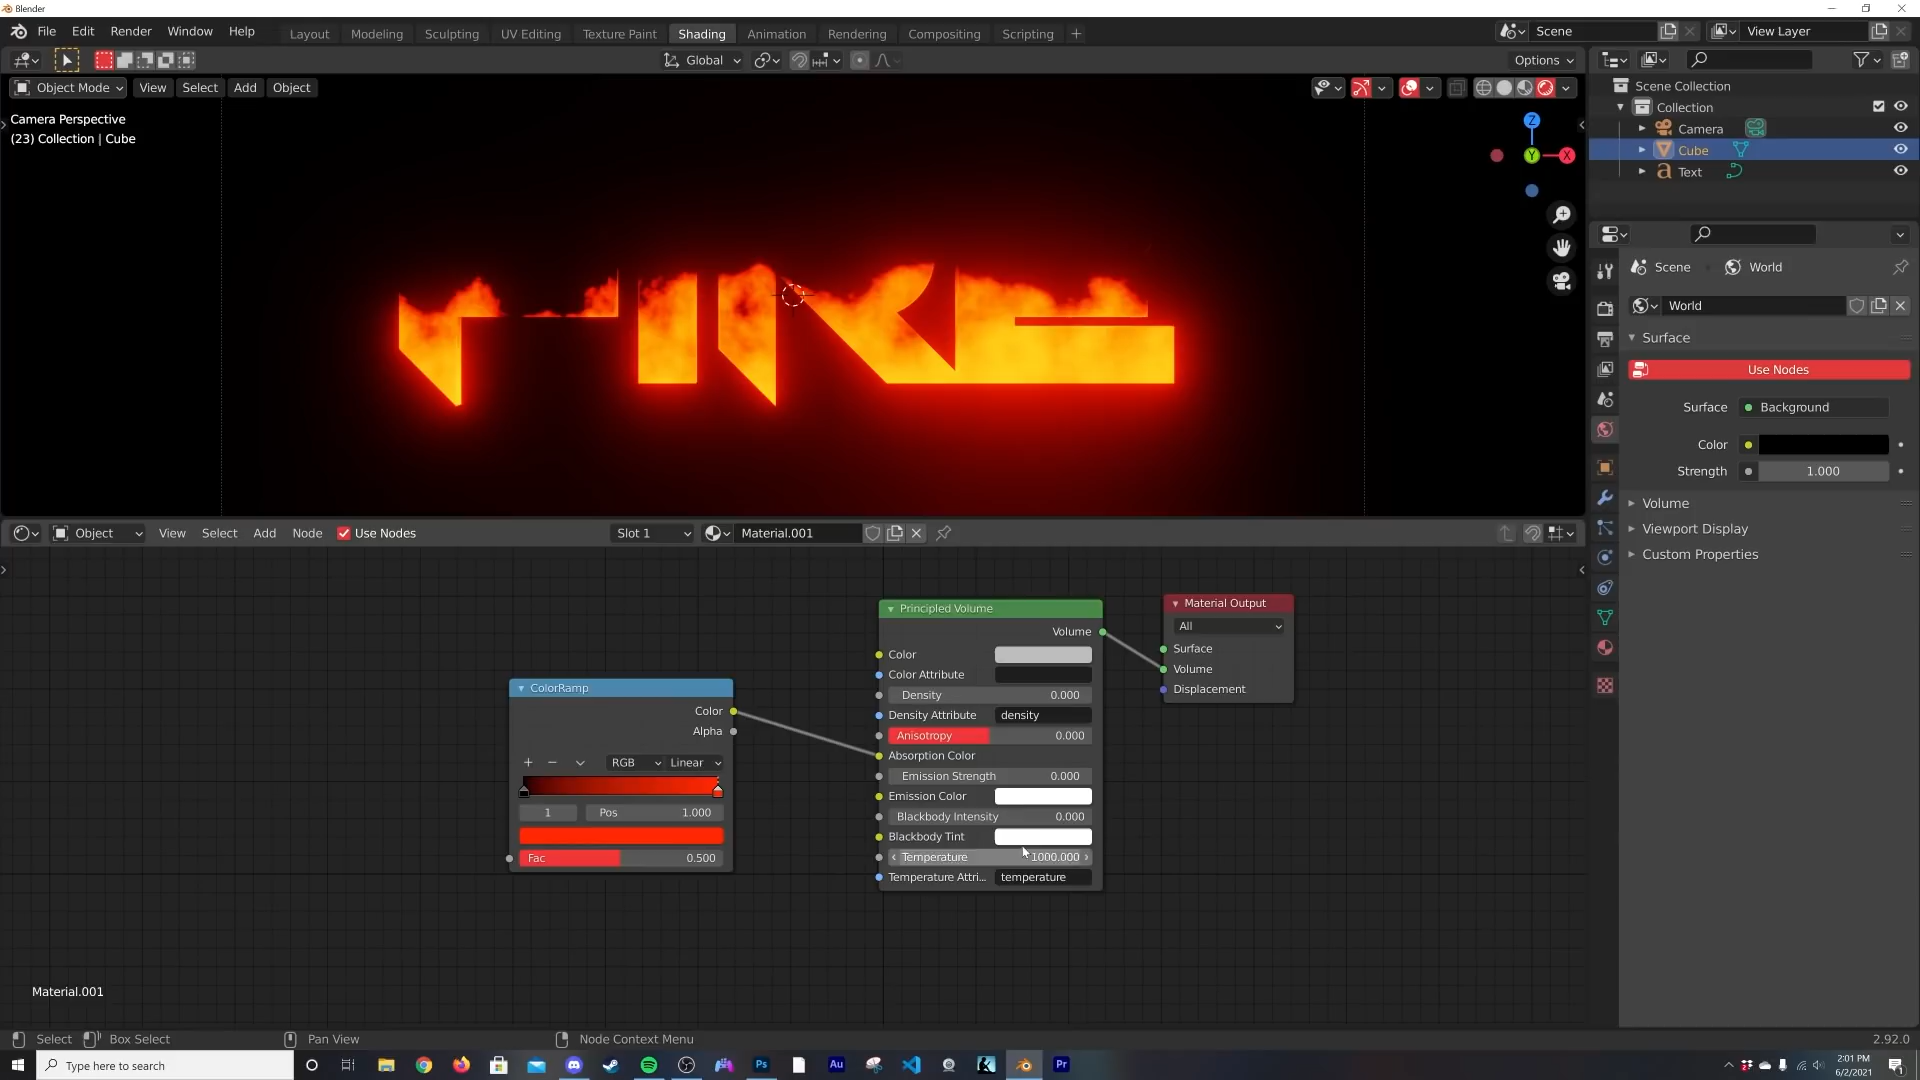 Blender
File Edit Render Window Help Layout Modeling Sculpting UV Editing Texture Paint Shading Animation Rendering Compositing Scripting + Scene View Layer
Global Options
Object Mode View Select Add Object
Camera Perspective
(23) Collection | Cube
Z
Y
X
FIRE
Scene Collection
Collection
Camera
Cube
Text
Scene World
World
Surface
Use Nodes
Surface Background
Color
Strength 1.000
Volume
Viewport Display
Custom Properties
Object View Select Add Node Use Nodes Slot 1 Material.001
ColorRamp
Color
Alpha
+ − RGB Linear
1 Pos 1.000
Fac 0.500
Principled Volume
Volume
Color
Color Attribute
Density 0.000
Density Attribute density
Anisotropy 0.000
Absorption Color
Emission Strength 0.000
Emission Color
Blackbody Intensity 0.000
Blackbody Tint
Temperature 1000.000
Temperature Attri... temperature
Material Output
All
Surface
Volume
Displacement
Material.001
Select Box Select Pan View Node Context Menu 2.92.0
Type here to search Ps Au Pr
2:01 PM
6/2/2021